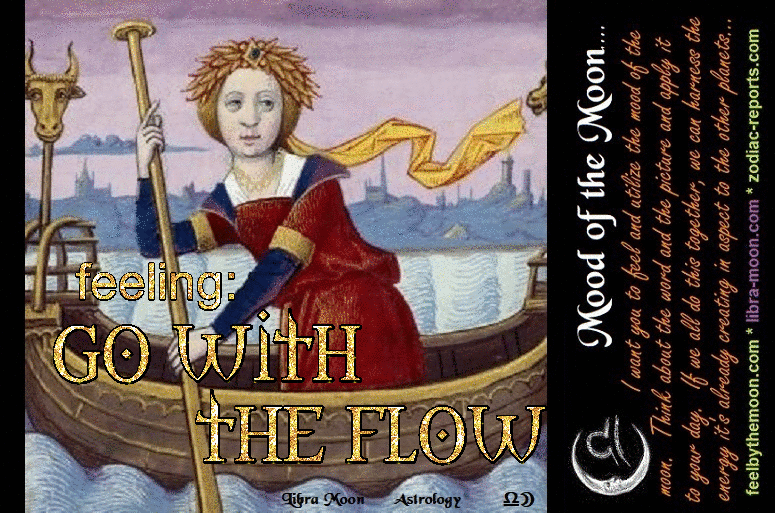 feeling:
GO WITH
THE FLOW
Libra Moon Astrology ♎☽
Mood of the Moon....
I want you to feel and utilize the mood of the
moon. Think about the word and the picture and apply it
to your day. If we all do this together, we can harness the
energy it's already creating in aspect to the other planets...
feelbythemoon.com * libra-moon.com * zodiac-reports.com